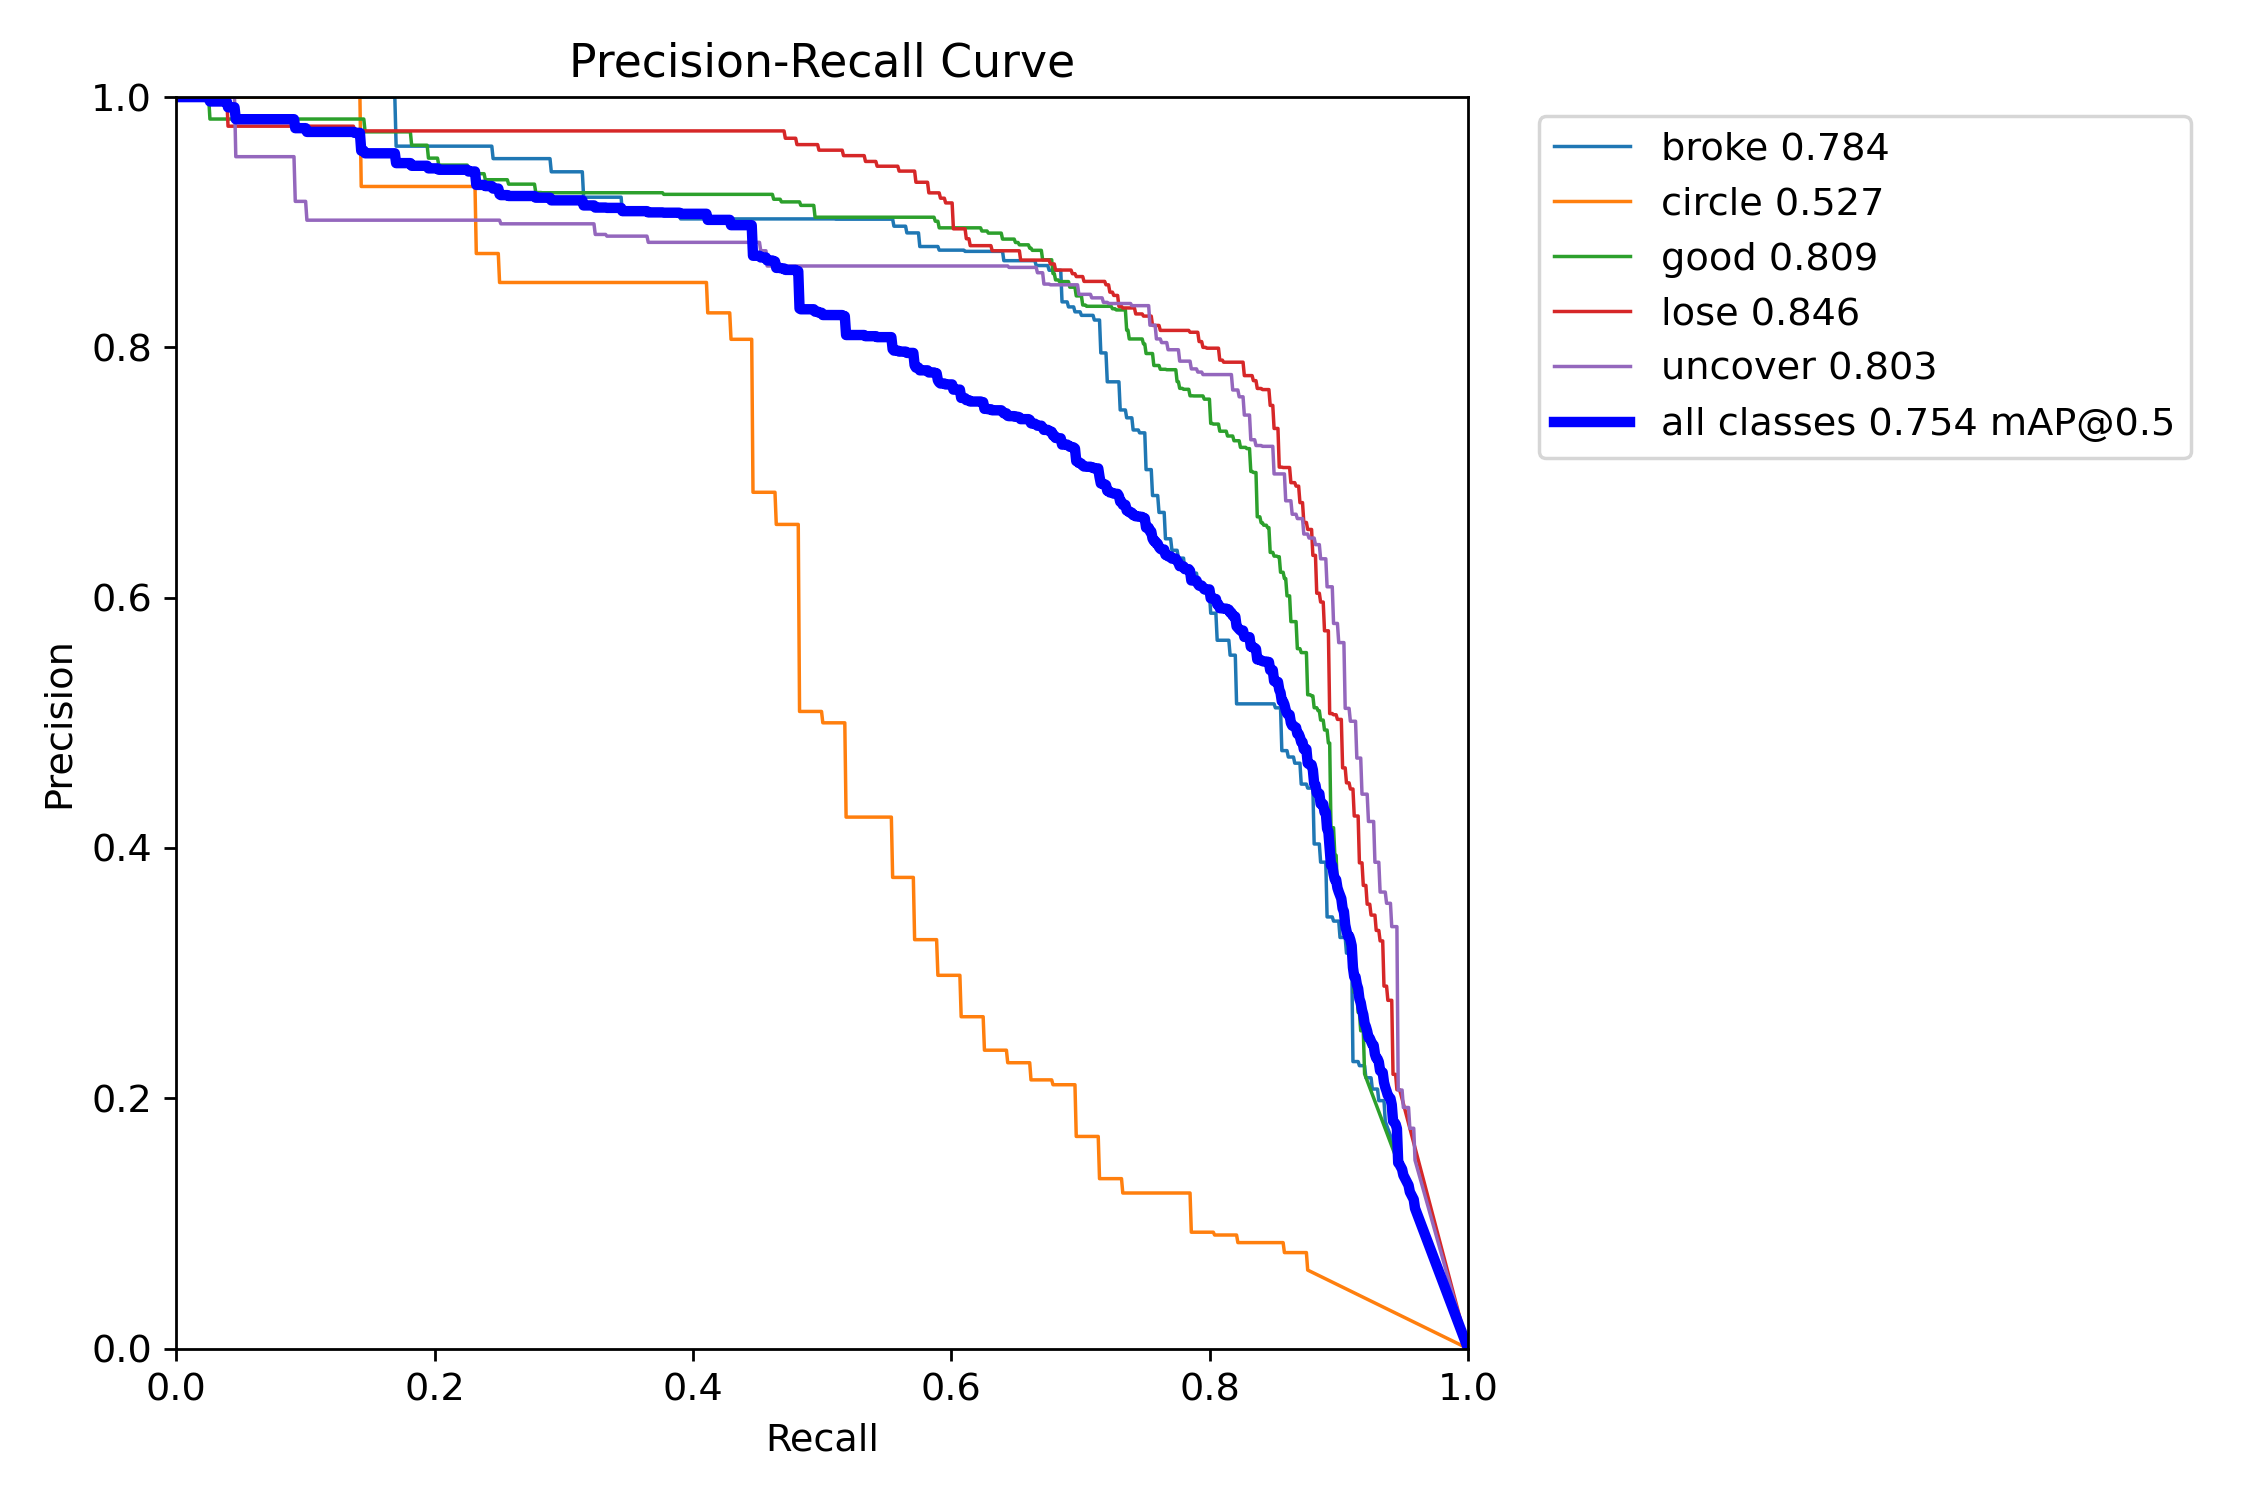 Precision-Recall Curve
1.0
0.8
0.6
0.4
0.2
0.0
Precision
0.0 0.2 0.4 0.6 0.8 1.0
Recall
broke 0.784
circle 0.527
good 0.809
lose 0.846
uncover 0.803
all classes 0.754 mAP@0.5